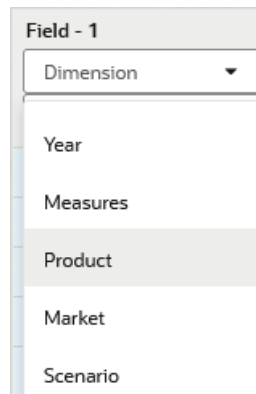 Field - 1
Dimension
Year
Measures
Product
Market
Scenario